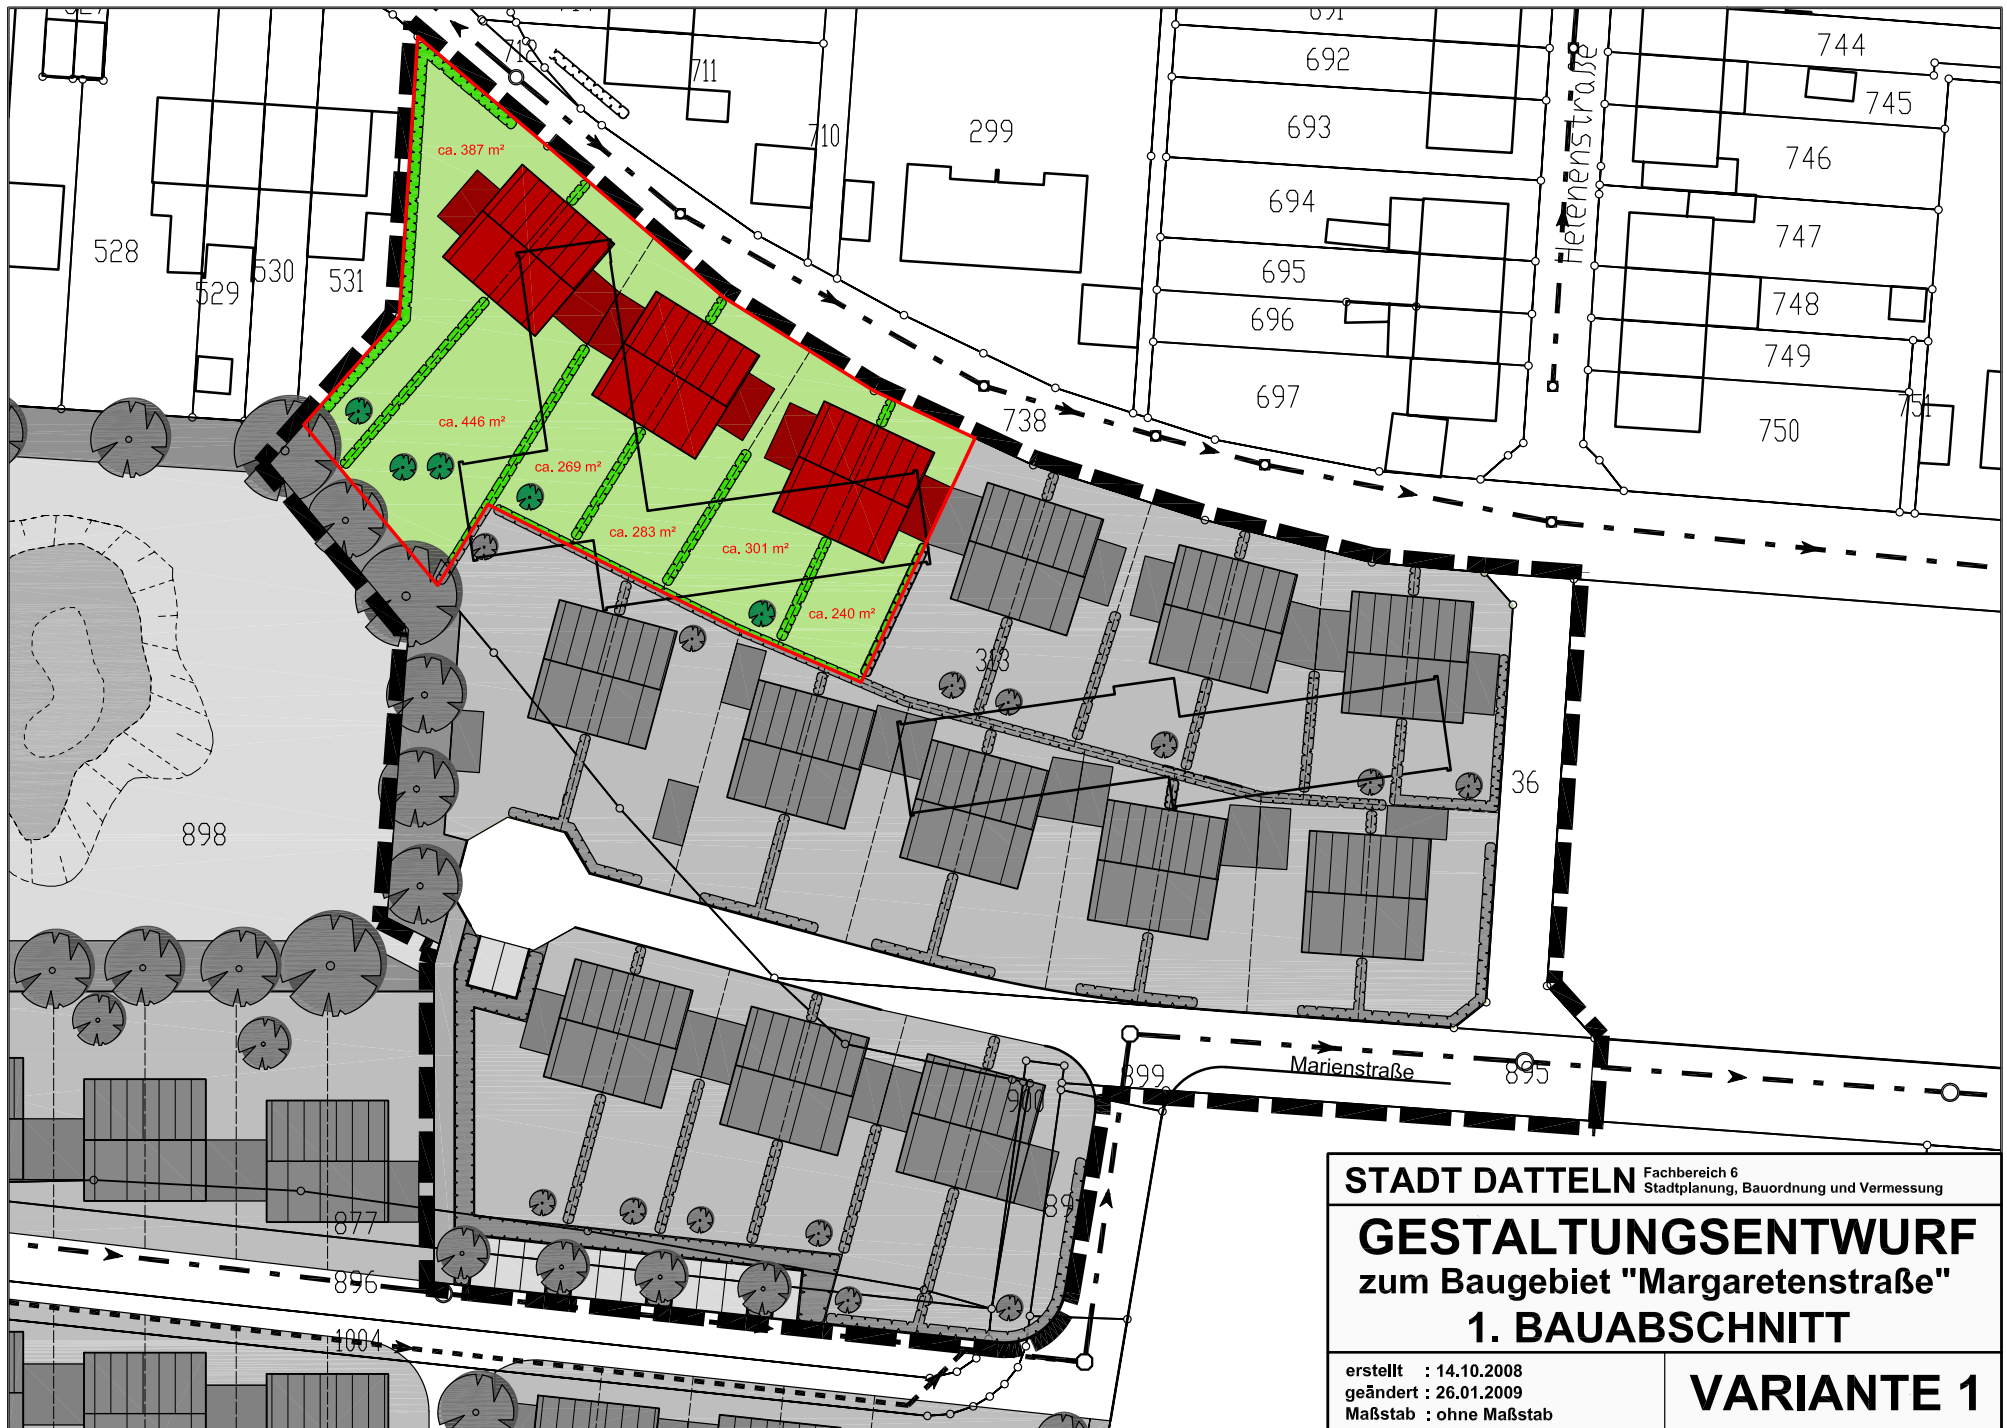 712
711
710
299
692
693
694
695
696
697
Helenenstraße
744
745
746
747
748
749
750
751
528
529
530
531
738
ca. 387 m²
ca. 446 m²
ca. 269 m²
ca. 283 m²
ca. 301 m²
ca. 240 m²
36
898
899
Marienstraße
895
900
877
896
1004
STADT DATTELN
Fachbereich 6
Stadtplanung, Bauordnung und Vermessung
GESTALTUNGSENTWURF
zum Baugebiet "Margaretenstraße"
1. BAUABSCHNITT
erstellt : 14.10.2008
geändert : 26.01.2009
Maßstab : ohne Maßstab
VARIANTE 1